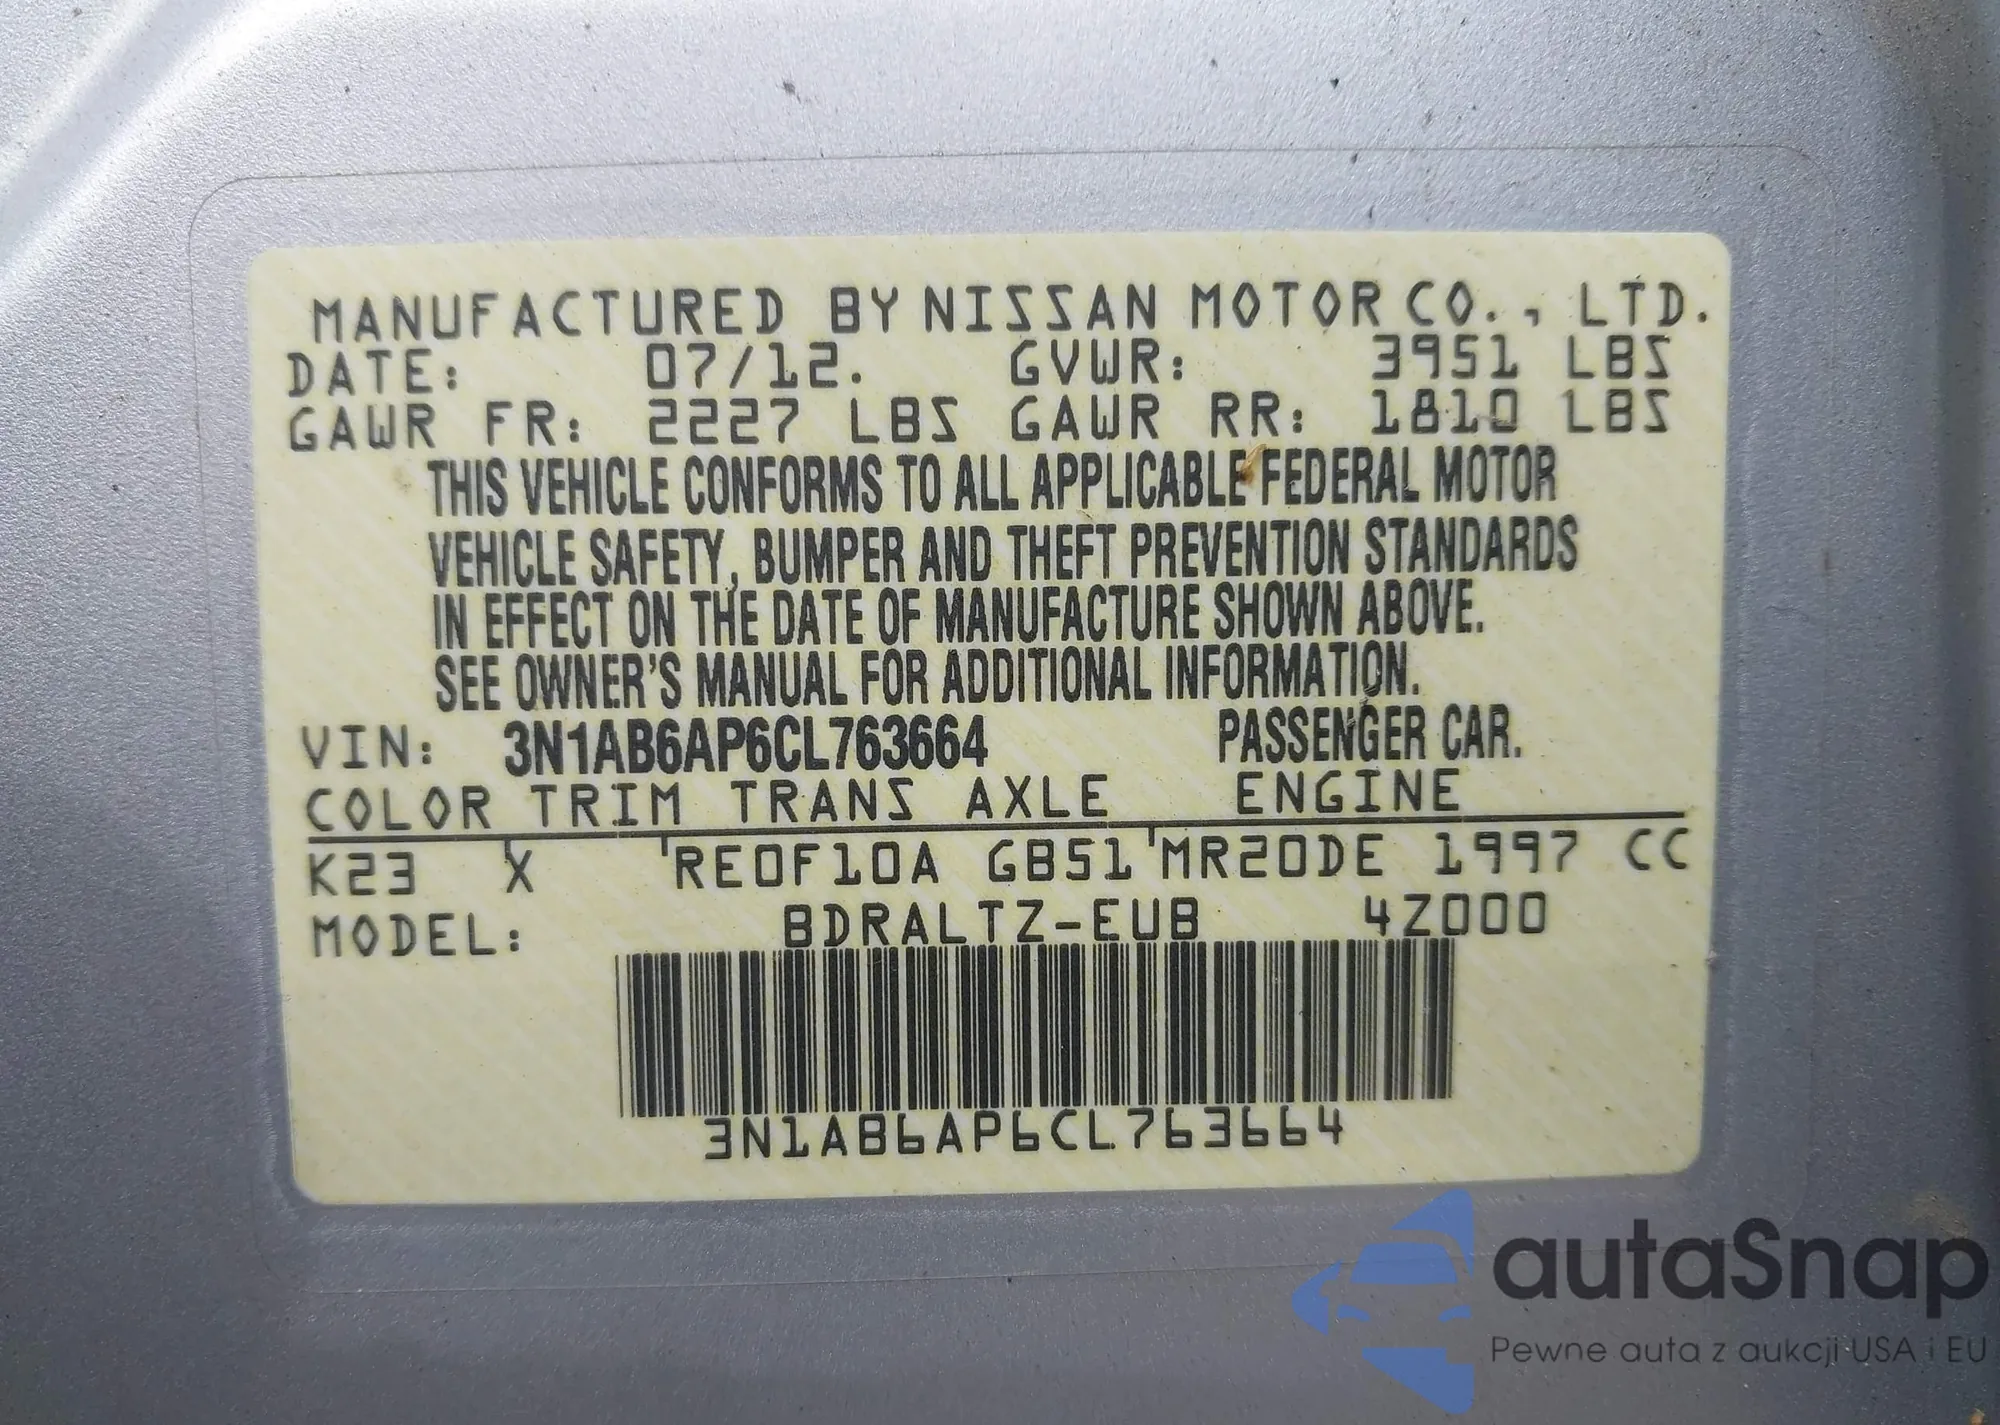 MANUFACTURED BY NISSAN MOTOR CO., LTD.
DATE: 07/12. GVWR: 3951 LBS
GAWR FR: 2227 LBS GAWR RR: 1810 LBS
THIS VEHICLE CONFORMS TO ALL APPLICABLE FEDERAL MOTOR
VEHICLE SAFETY, BUMPER AND THEFT PREVENTION STANDARDS
IN EFFECT ON THE DATE OF MANUFACTURE SHOWN ABOVE.
SEE OWNER'S MANUAL FOR ADDITIONAL INFORMATION.
VIN: 3N1AB6AP6CL763664 PASSENGER CAR.
COLOR TRIM TRANS AXLE ENGINE
K23 X RE0F10A GB51 MR20DE 1997 CC
MODEL: BDRALTZ-EUB 4Z000
3N1AB6AP6CL763664
autaSnap
Pewne auta z aukcji USA i EU